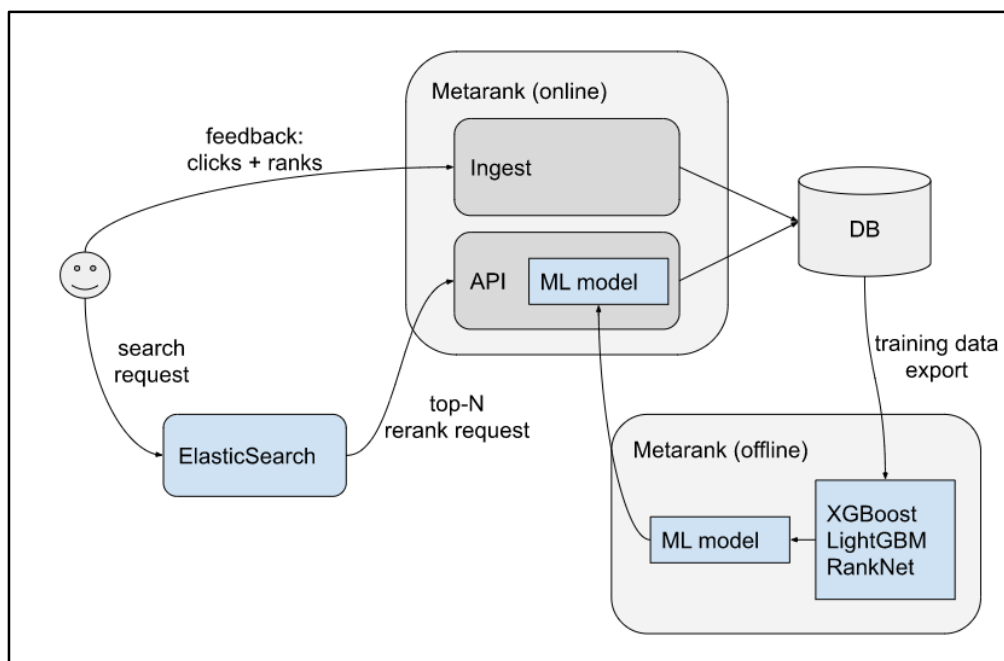 Metarank (online)
feedback:
clicks + ranks
Ingest
DB
API
ML model
search
request
top-N
rerank request
training data
export
ElasticSearch
Metarank (offline)
XGBoost
LightGBM
RankNet
ML model